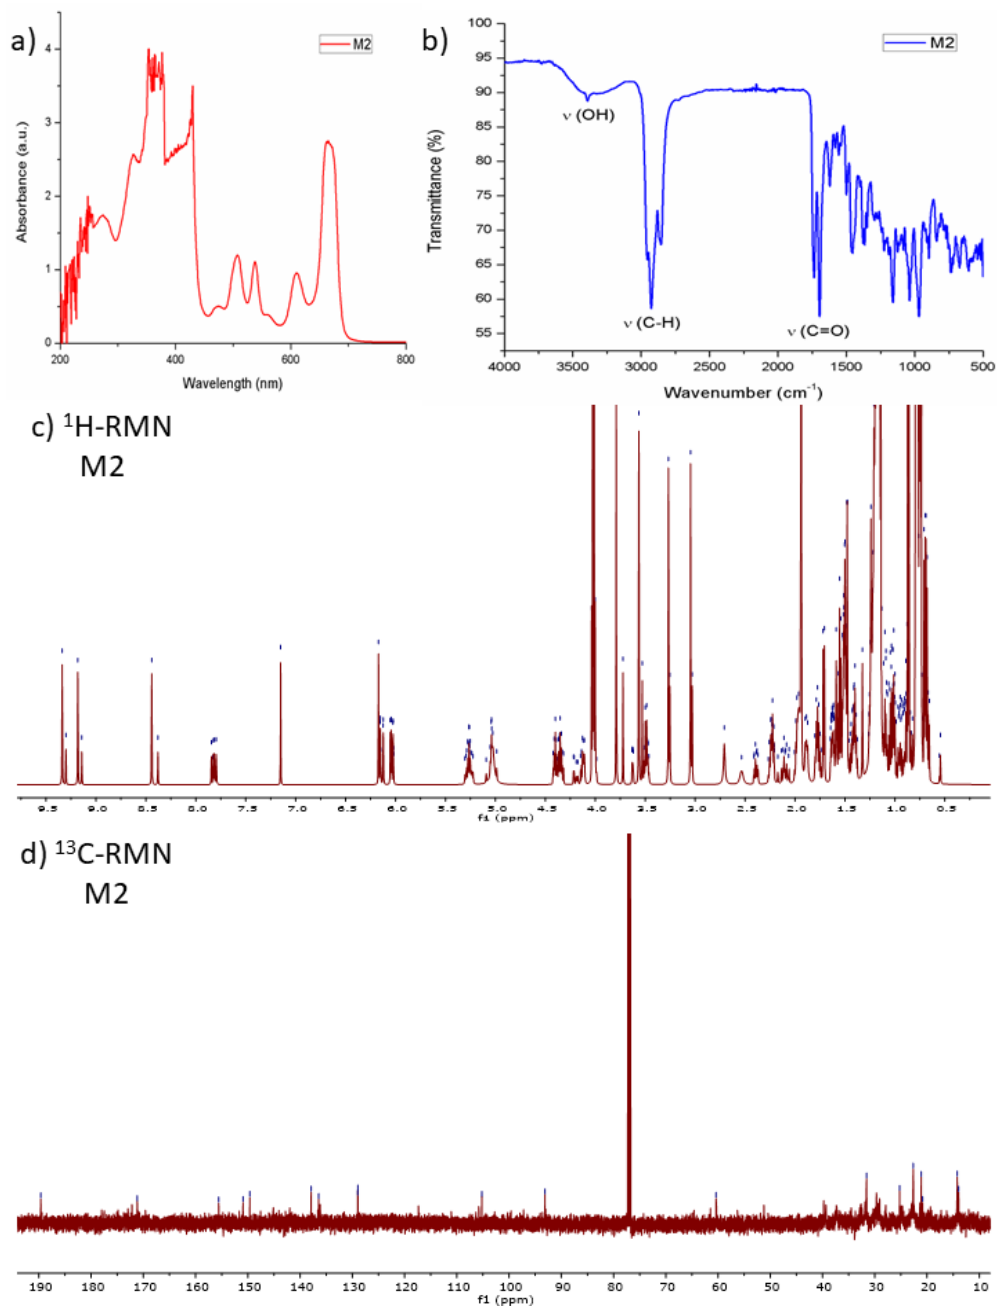 a)
M2
Absorbance (a.u.)
4
3
2
1
0
200 400 600 800
Wavelength (nm)
b)
M2
Transmittance (%)
100
95
90
85
80
75
70
65
60
55
ν (OH)
ν (C-H)
ν (C=O)
4000 3500 3000 2500 2000 1500 1000 500
Wavenumber (cm⁻¹)
c) ¹H-RMN
M2
9.5 9.0 8.5 8.0 7.5 7.0 6.5 6.0 5.5 5.0 4.5 4.0 3.5 3.0 2.5 2.0 1.5 1.0 0.5
f1 (ppm)
d) ¹³C-RMN
M2
190 180 170 160 150 140 130 120 110 100 90 80 70 60 50 40 30 20 10
f1 (ppm)